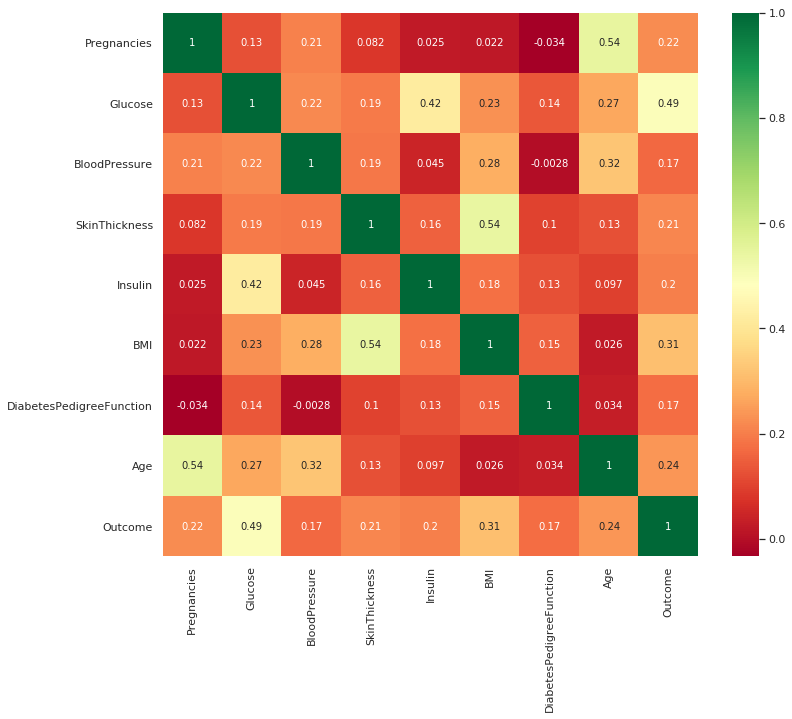 Pregnancies 1 0.13 0.21 0.082 0.025 0.022 -0.034 0.54 0.22
Glucose 0.13 1 0.22 0.19 0.42 0.23 0.14 0.27 0.49
BloodPressure 0.21 0.22 1 0.19 0.045 0.28 -0.0028 0.32 0.17
SkinThickness 0.082 0.19 0.19 1 0.16 0.54 0.1 0.13 0.21
Insulin 0.025 0.42 0.045 0.16 1 0.18 0.13 0.097 0.2
BMI 0.022 0.23 0.28 0.54 0.18 1 0.15 0.026 0.31
DiabetesPedigreeFunction -0.034 0.14 -0.0028 0.1 0.13 0.15 1 0.034 0.17
Age 0.54 0.27 0.32 0.13 0.097 0.026 0.034 1 0.24
Outcome 0.22 0.49 0.17 0.21 0.2 0.31 0.17 0.24 1
Pregnancies
Glucose
BloodPressure
SkinThickness
Insulin
BMI
DiabetesPedigreeFunction
Age
Outcome
1.0
0.8
0.6
0.4
0.2
0.0